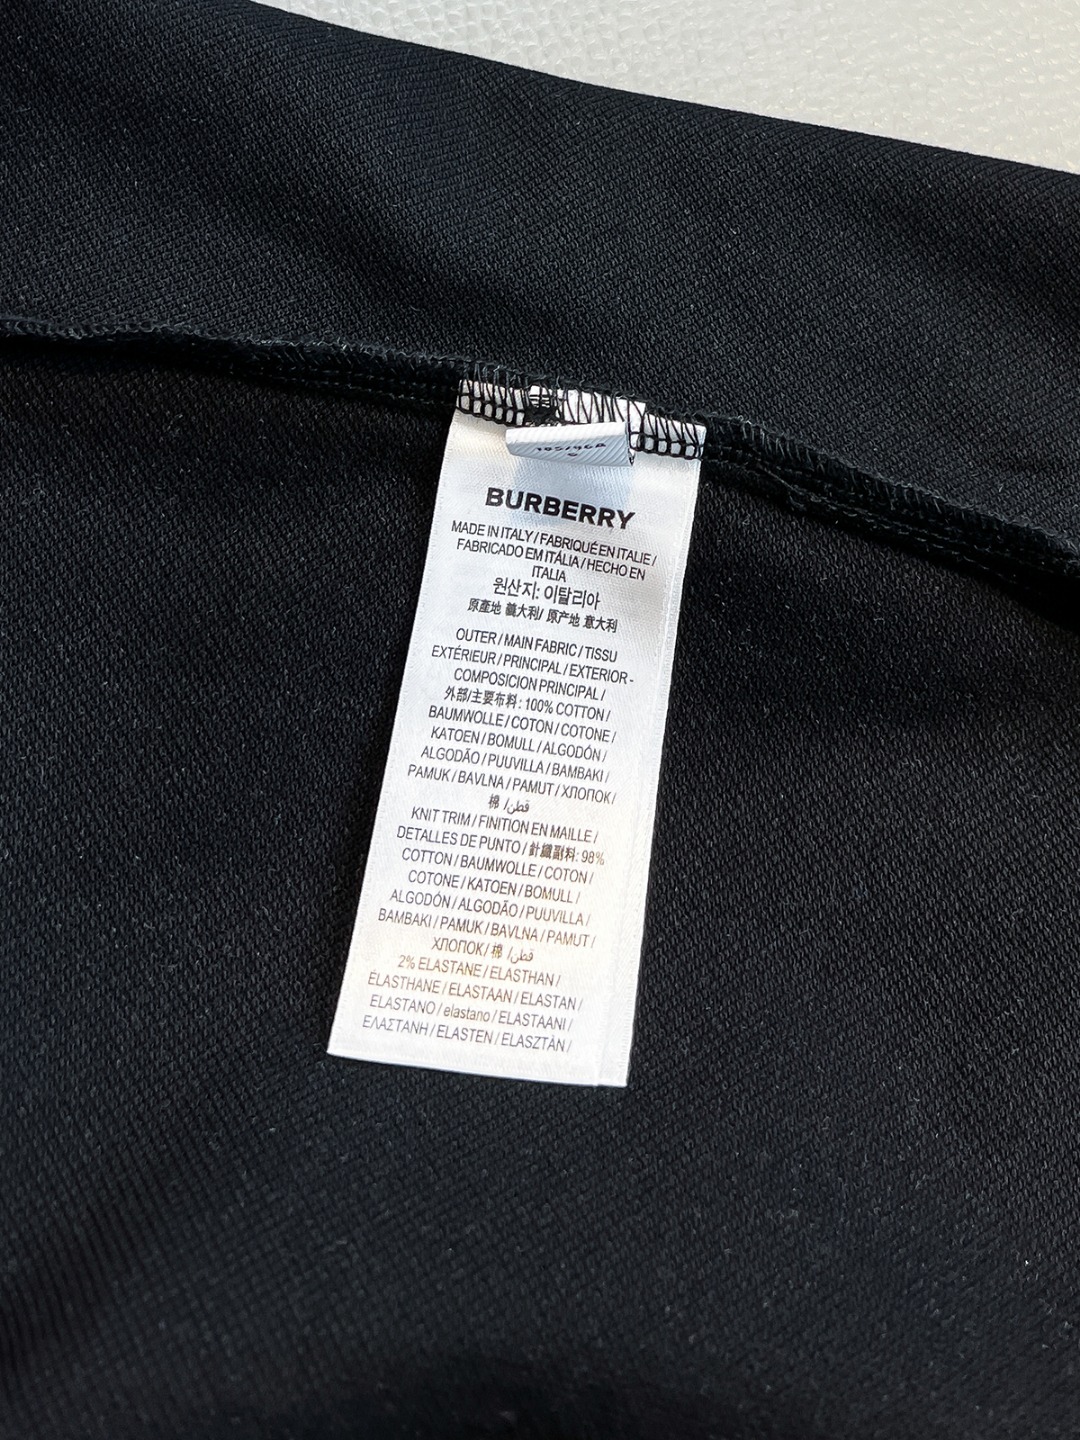 185/96A
BURBERRY
MADE IN ITALY / FABRIQUÉ EN ITALIE /
FABRICADO EM ITÁLIA / HECHO EN
ITALIA
원산지: 이탈리아
原產地 義大利/ 原产地 意大利
OUTER / MAIN FABRIC / TISSU
EXTÉRIEUR / PRINCIPAL / EXTERIOR -
COMPOSICION PRINCIPAL /
外部/主要布料 : 100% COTTON /
BAUMWOLLE / COTON / COTONE /
KATOEN / BOMULL / ALGODÓN /
ALGODÃO / PUUVILLA / BAMBAKI /
PAMUK / BAVLNA / PAMUT / ХЛОПОК /
棉 / قطن
KNIT TRIM / FINITION EN MAILLE /
DETALLES DE PUNTO / 針織副料: 98%
COTTON / BAUMWOLLE / COTON /
COTONE / KATOEN / BOMULL /
ALGODÓN / ALGODÃO / PUUVILLA /
BAMBAKI / PAMUK / BAVLNA / PAMUT /
ХЛОПОК / 棉 / قطن
2% ELASTANE / ELASTHAN /
ÉLASTHANE / ELASTAAN / ELASTAN /
ELASTANO / elastano / ELASTAANI /
ΕΛΑΣΤΑΝΗ / ELASTEN / ELASZTÀN /